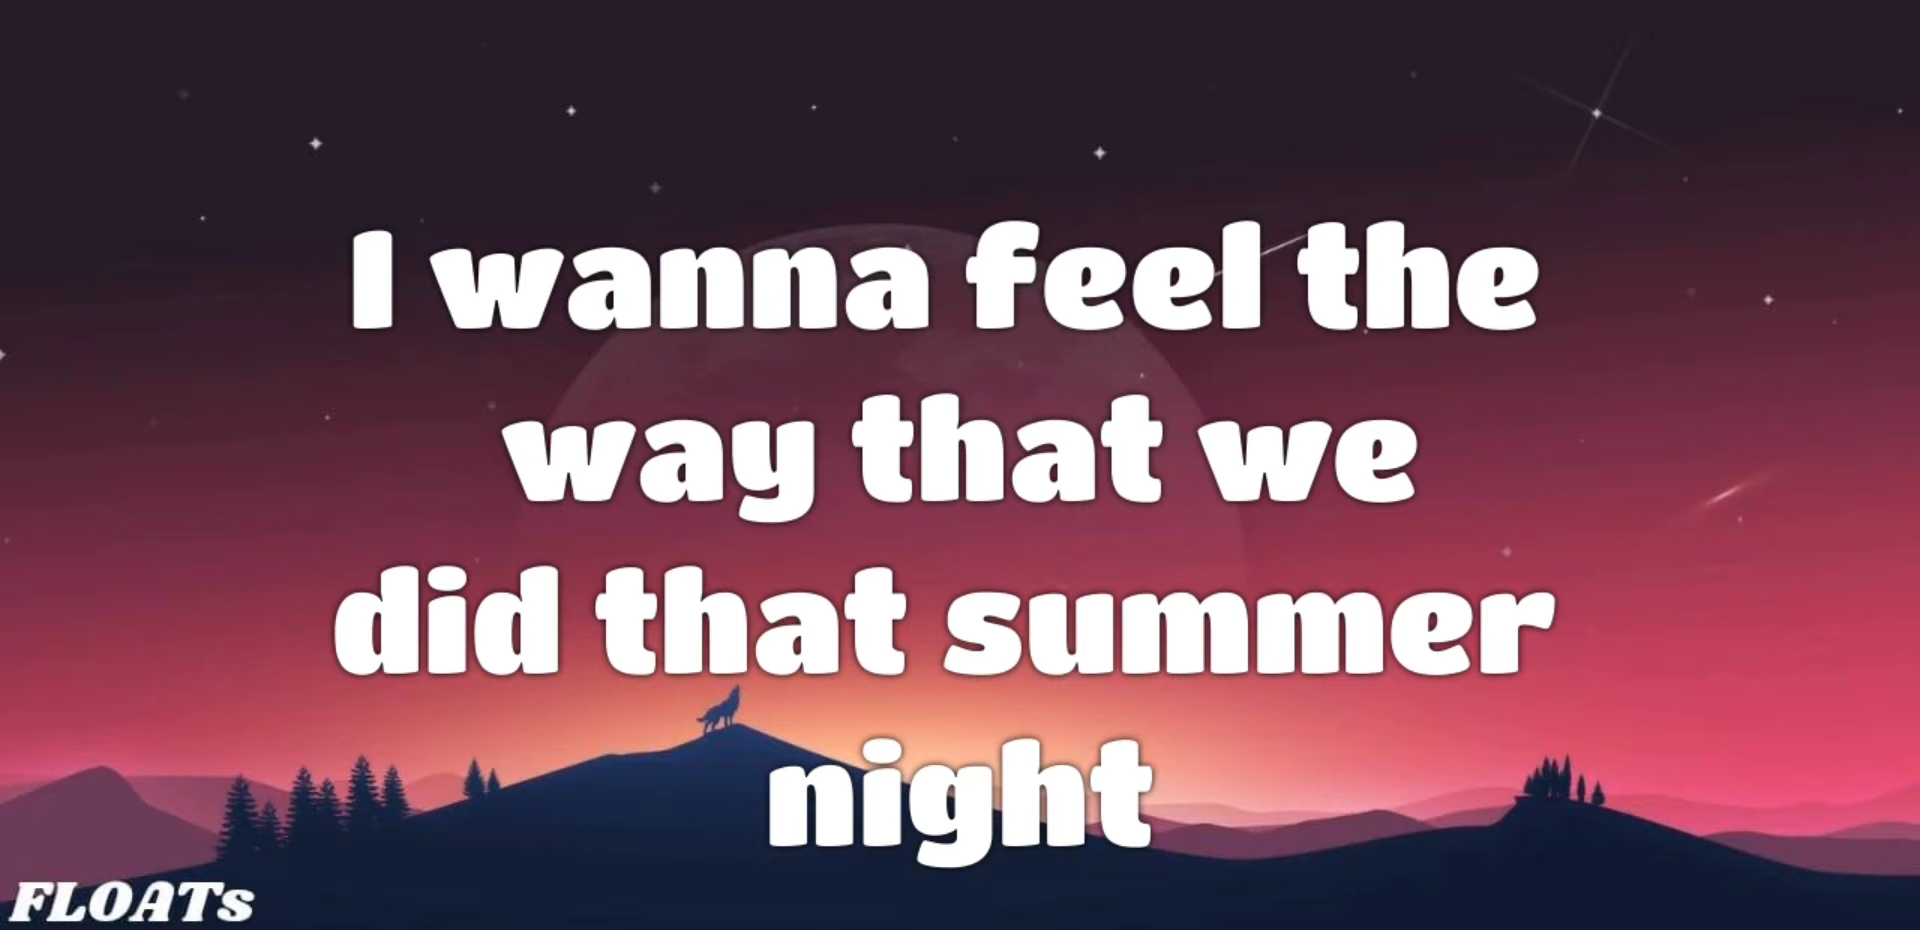 I wanna feel the
way that we
did that summer
night
FLOATs